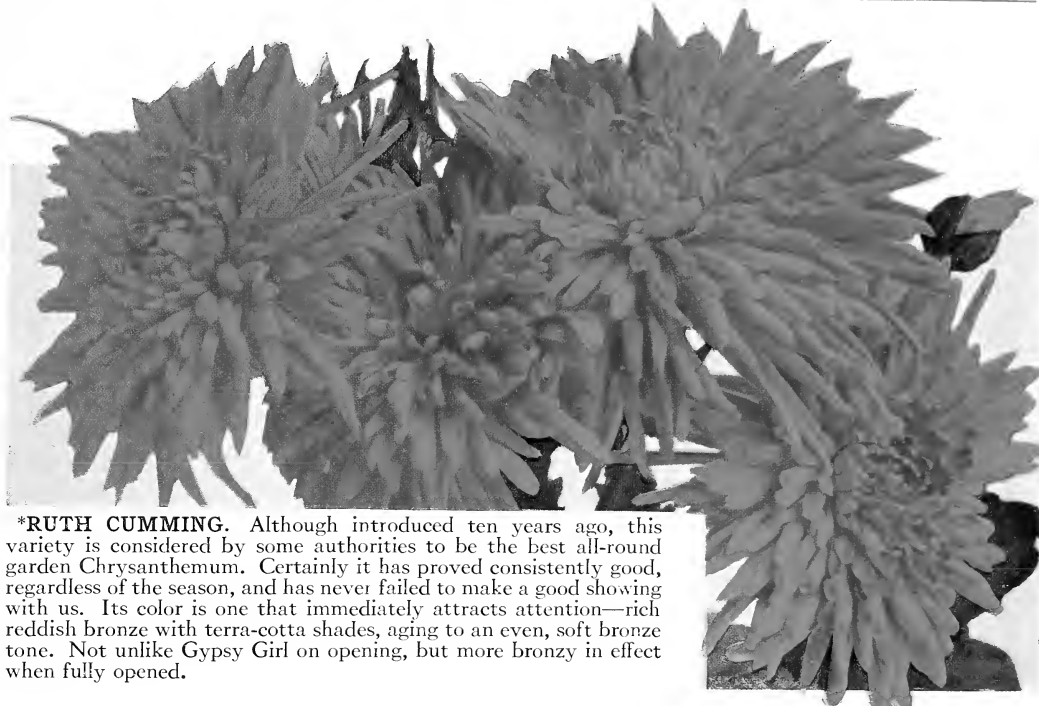 *RUTH CUMMING. Although introduced ten years ago, this
variety is considered by some authorities to be the best all-round
garden Chrysanthemum. Certainly it has proved consistently good,
regardless of the season, and has never failed to make a good showing
with us. Its color is one that immediately attracts attention—rich
reddish bronze with terra-cotta shades, aging to an even, soft bronze
tone. Not unlike Gypsy Girl on opening, but more bronzy in effect
when fully opened.